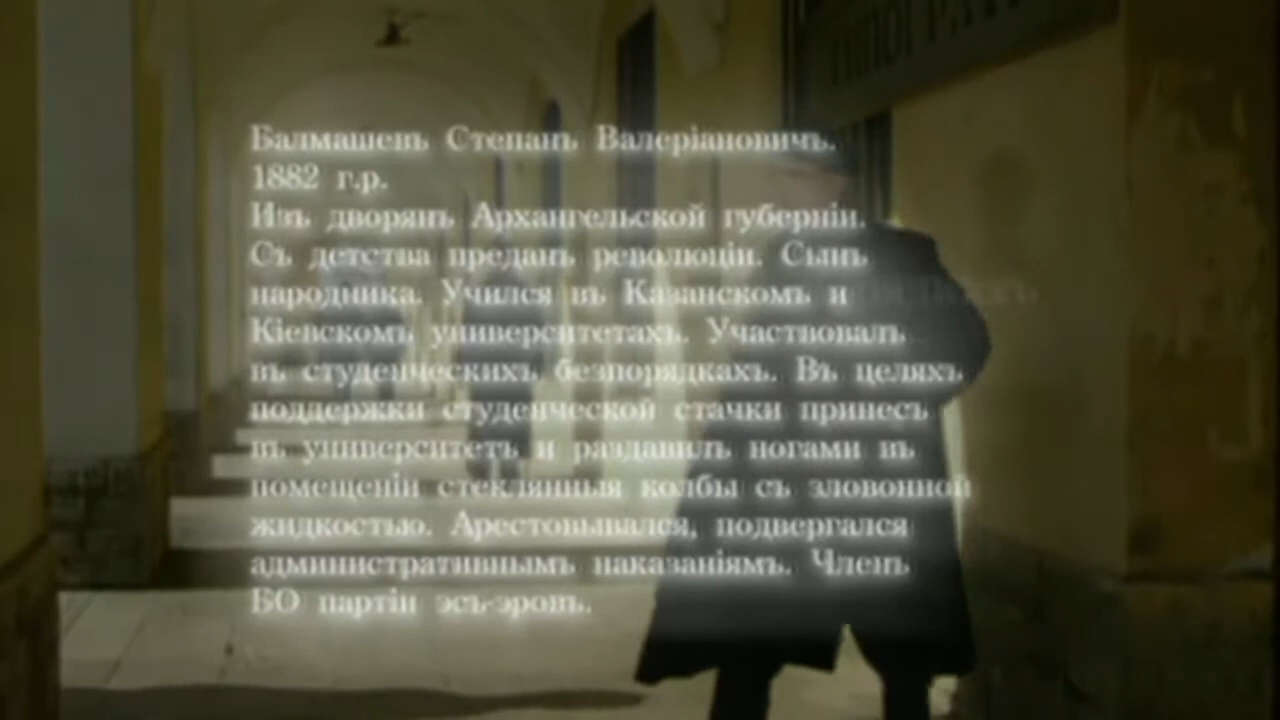 ТИПОГРАФ
Балмашевъ Степанъ Валеріановичъ.
1882 г.р.
Изъ дворянъ Архангельской губерніи.
Съ детства преданъ революціи. Сынъ
народника. Учился въ Казанскомъ и
Кіевскомъ университетахъ. Участвовалъ
въ студенческихъ безпорядкахъ. Въ целяхъ
поддержки студенческой стачки принесъ
въ университетъ и раздавилъ ногами въ
помещеніи стеклянныя колбы съ зловонной
жидкостью. Арестовывался, подвергался
административнымъ наказаніямъ. Членъ
БО партіи эсъ-эровъ.